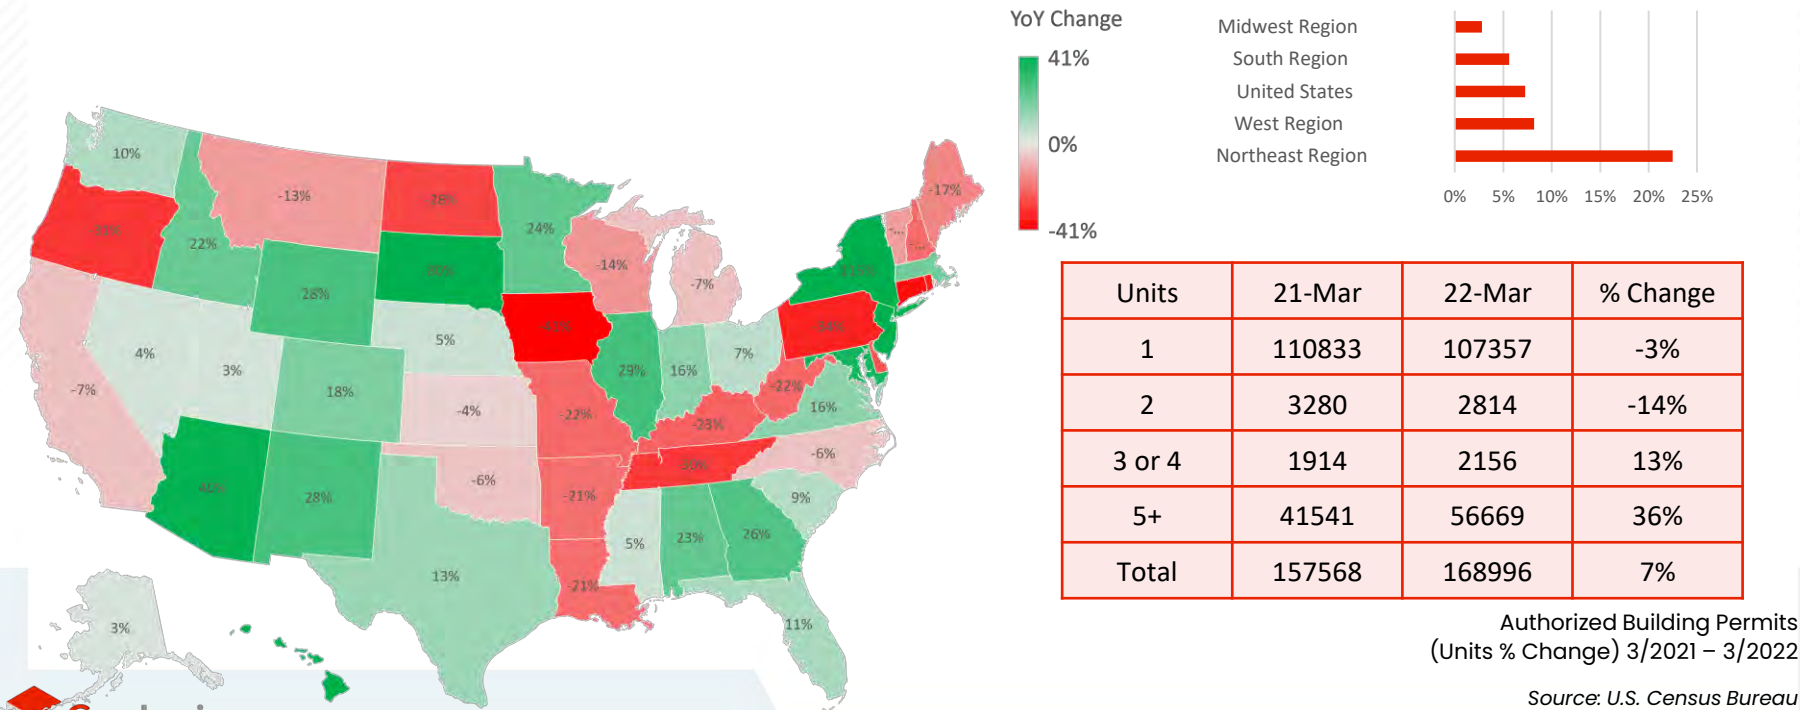 YoY Change
41%
0%
-41%
Midwest Region
South Region
United States
West Region
Northeast Region
0% 5% 10% 15% 20% 25%
10%
-13%
-28%
24%
-17%
22%
-14%
-7%
28%
5%
4%
3%
7%
29%
16%
-7%
18%
-22%
16%
-4%
-22%
-23%
-6%
-6%
28%
-21%
9%
5%
23%
26%
13%
-21%
11%
3%
Units 21-Mar 22-Mar % Change
1 110833 107357 -3%
2 3280 2814 -14%
3 or 4 1914 2156 13%
5+ 41541 56669 36%
Total 157568 168996 7%
Authorized Building Permits
(Units % Change) 3/2021 – 3/2022
Source: U.S. Census Bureau